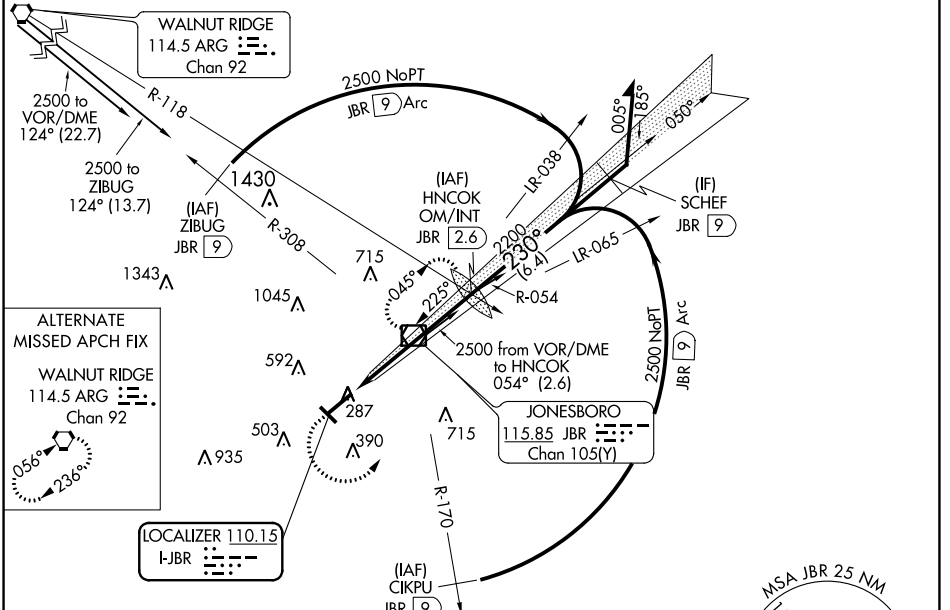 WALNUT RIDGE
114.5 ARG
Chan 92
2500 to
VOR/DME
124° (22.7)
2500 to
ZIBUG
124° (13.7)
R-118
2500 NoPT
JBR 9 Arc
LR-038
005°
185°
050°
(IAF)
ZIBUG
JBR 9
1430
R-308
(IAF)
HNCOK
OM/INT
JBR 2.6
(IF)
SCHEF
JBR 9
2200
230°
(6.4)
LR-065
R-054
045°
225°
715
1343
1045
2500 from VOR/DME
to HNCOK
054° (2.6)
2500 NoPT
JBR 9 Arc
ALTERNATE
MISSED APCH FIX
WALNUT RIDGE
114.5 ARG
Chan 92
056°
236°
592
287
503
390
935
715
JONESBORO
115.85 JBR
Chan 105(Y)
R-170
LOCALIZER 110.15
I-JBR
(IAF)
CIKPU
JBR 9
MSA JBR 25 NM